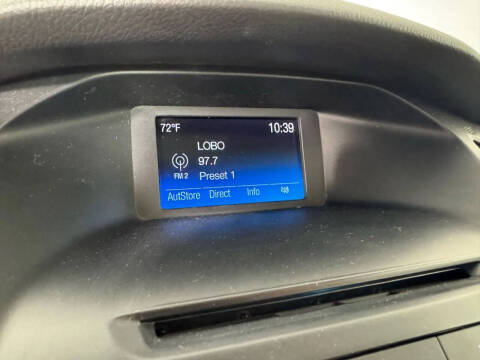 72°F 10:39
LOBO
97.7
FM 2 Preset 1
AutStore Direct Info